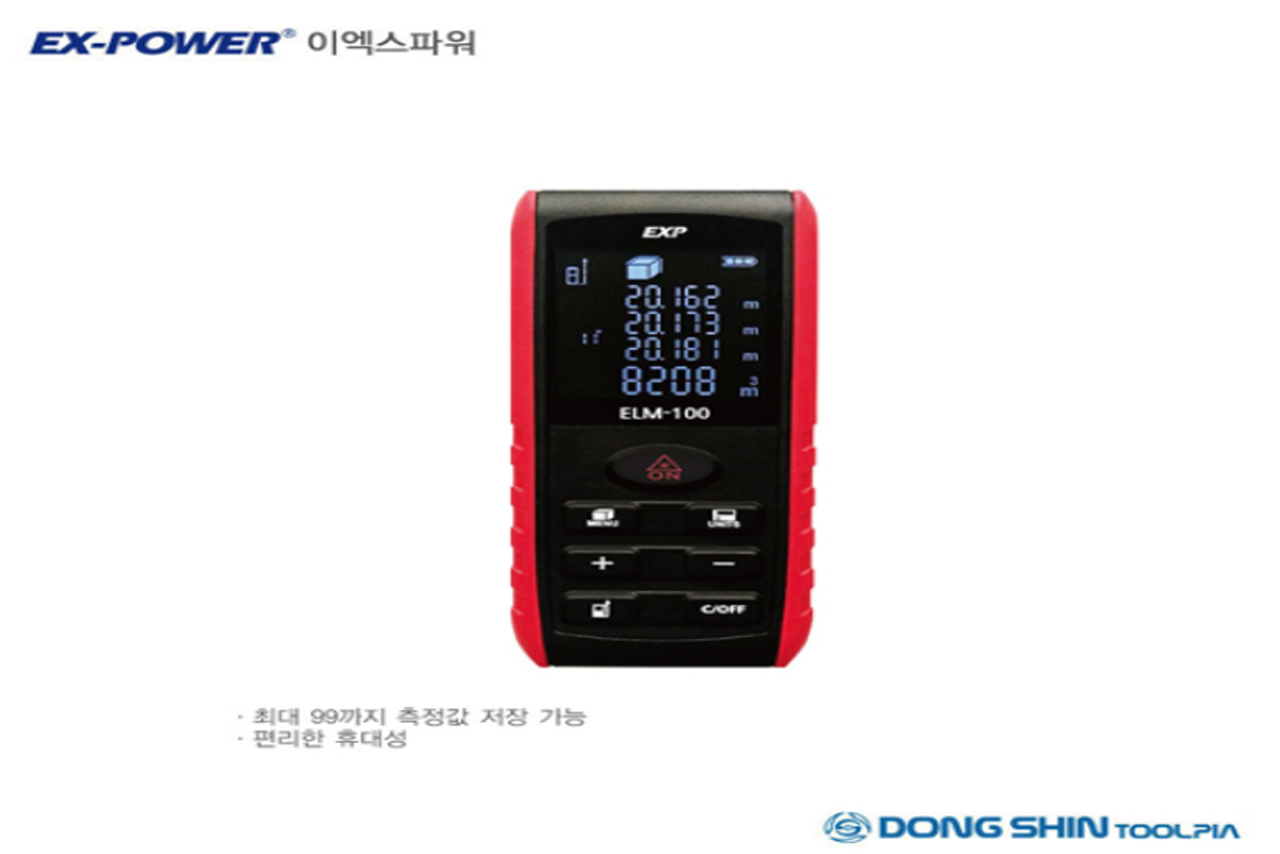 EX-POWER® 이엑스파워
EXP
20.162 m
20.173 m
20.181 m
8208 m³
ELM-100
ON
MENU UNITS
+ −
C/OFF
· 최대 99까지 측정값 저장 가능
· 편리한 휴대성
DONG SHIN TOOLPIA